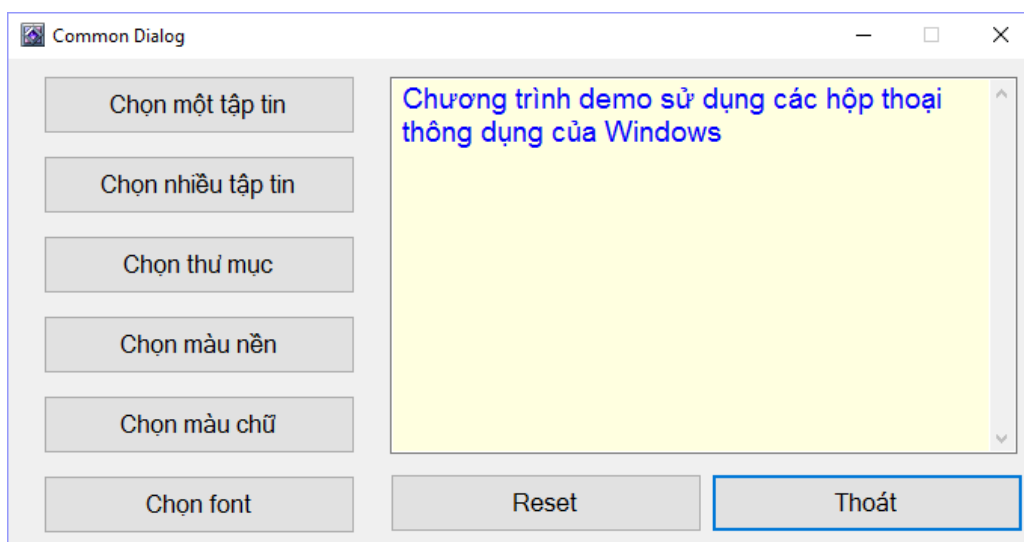 Common Dialog
Chọn một tập tin
Chọn nhiều tập tin
Chọn thư mục
Chọn màu nền
Chọn màu chữ
Chọn font
Chương trình demo sử dụng các hộp thoại
thông dụng của Windows
Reset
Thoát